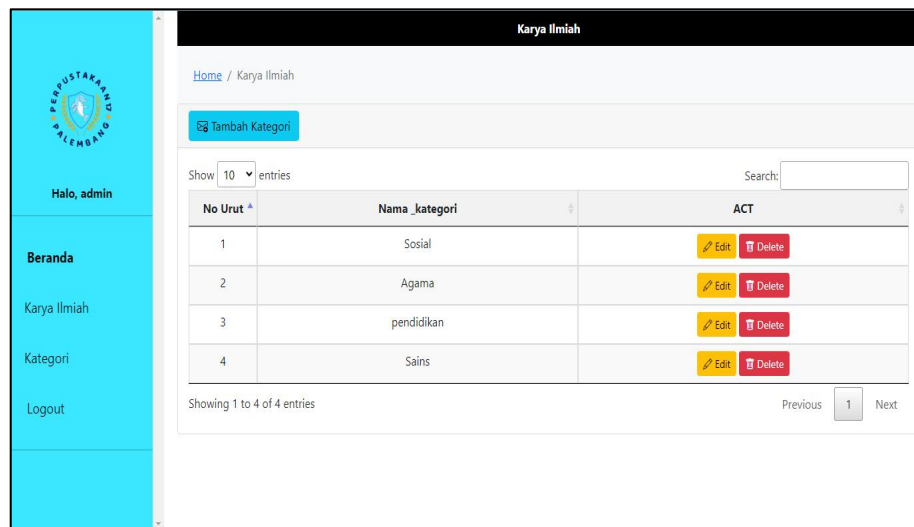 PERPUSTAKAAN17
PALEMBANG
Halo, admin
Beranda
Karya Ilmiah
Kategori
Logout
Karya Ilmiah
Home / Karya Ilmiah
Tambah Kategori
Show 10 entries Search:
No Urut Nama _kategori ACT
1 Sosial Edit Delete
2 Agama Edit Delete
3 pendidikan Edit Delete
4 Sains Edit Delete
Showing 1 to 4 of 4 entries Previous 1 Next